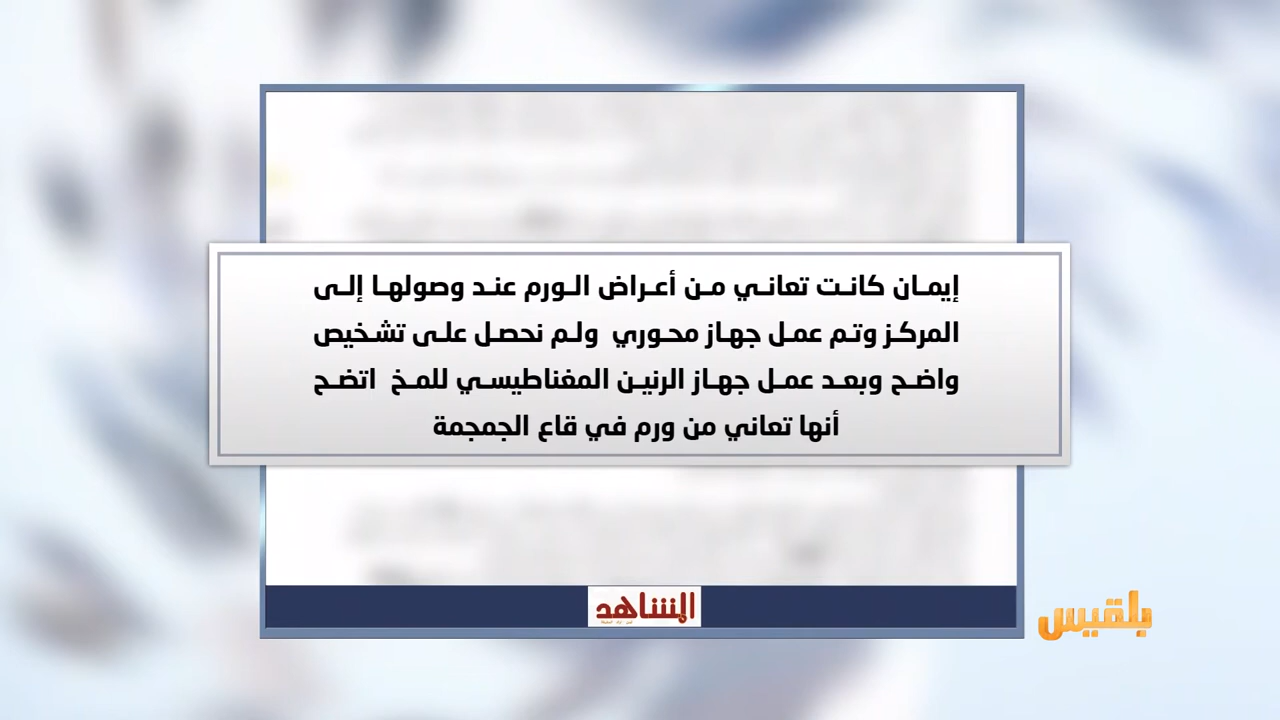 إيمان كانت تعاني من أعراض الورم عند وصولها إلى
المركز وتم عمل جهاز محوري ولم نحصل على تشخيص
واضح وبعد عمل جهاز الرنين المغناطيسي للمخ اتضح
أنها تعاني من ورم في قاع الجمجمة
المشاهد
بلقيس